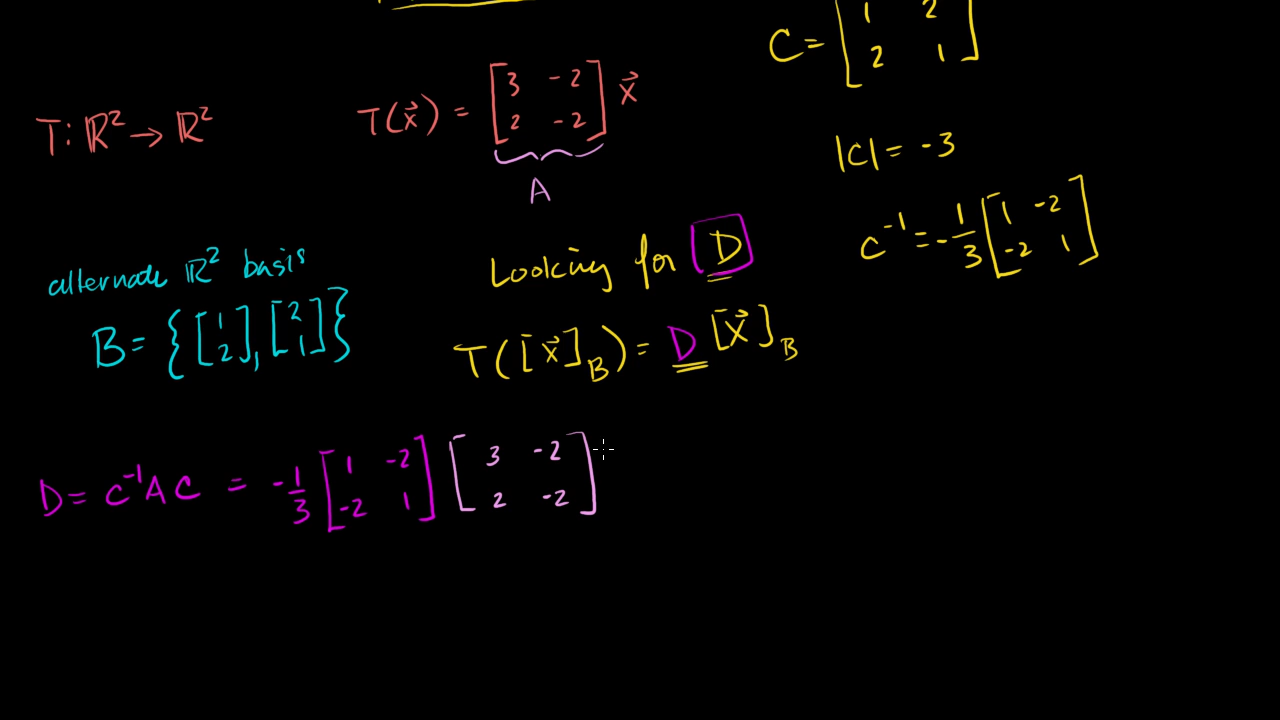 C = [1 2
2 1]
T: ℝ² → ℝ²
T(x⃗) = [3 -2
2 -2] x⃗
A
|C| = -3
C⁻¹ = -1/3 [1 -2
-2 1]
alternate ℝ² basis
B = {[1
2], [2
1]}
Looking for D
T([x⃗]_B) = D [x⃗]_B
D = C⁻¹AC = -1/3 [1 -2
-2 1] [3 -2
2 -2]